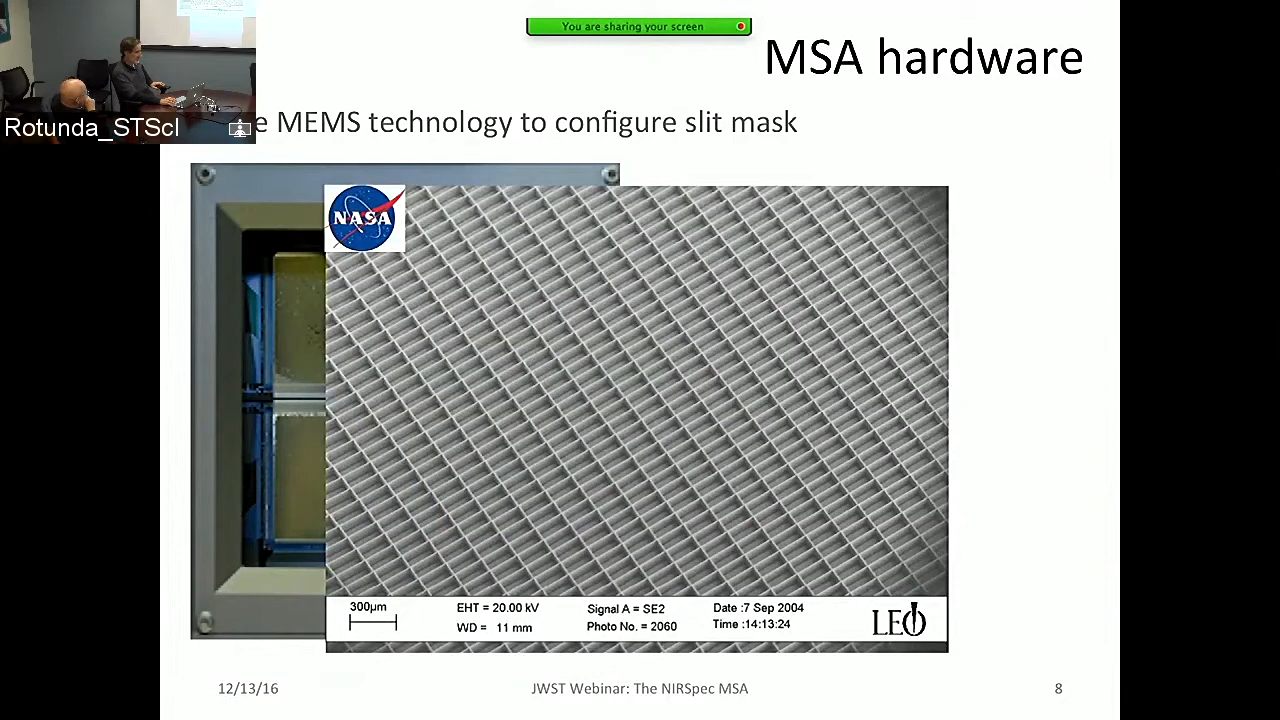 You are sharing your screen
MSA hardware
Rotunda_STScI
e MEMS technology to configure slit mask
NASA
300µm
EHT = 20.00 kV
WD = 11 mm
Signal A = SE2
Photo No. = 2060
Date :7 Sep 2004
Time :14:13:24
LEO
12/13/16
JWST Webinar: The NIRSpec MSA
8